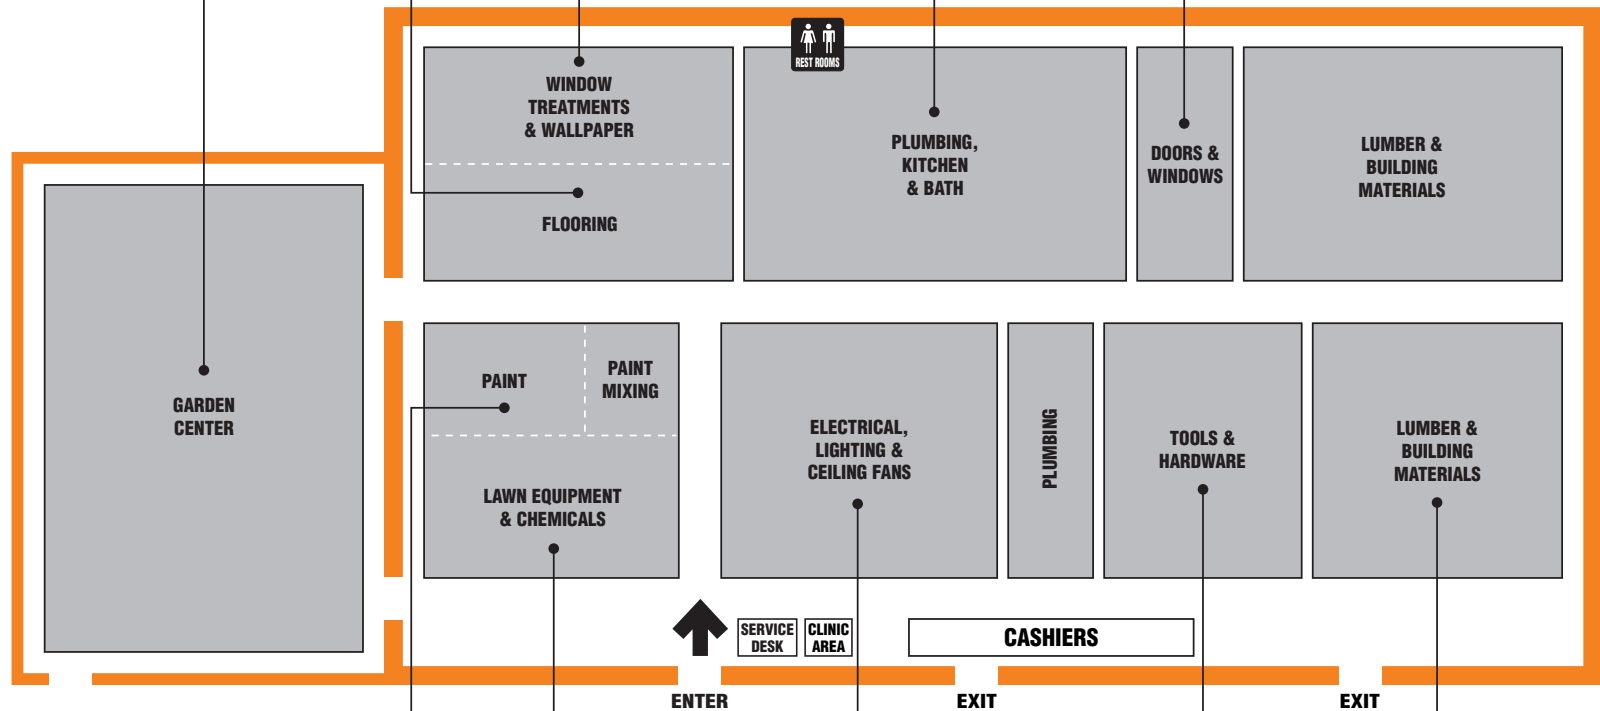 REST ROOMS
WINDOW
TREATMENTS
& WALLPAPER
FLOORING
PLUMBING,
KITCHEN
& BATH
DOORS &
WINDOWS
LUMBER &
BUILDING
MATERIALS
GARDEN
CENTER
PAINT
PAINT
MIXING
LAWN EQUIPMENT
& CHEMICALS
ELECTRICAL,
LIGHTING &
CEILING FANS
PLUMBING
TOOLS &
HARDWARE
LUMBER &
BUILDING
MATERIALS
SERVICE
DESK
CLINIC
AREA
CASHIERS
ENTER
EXIT
EXIT